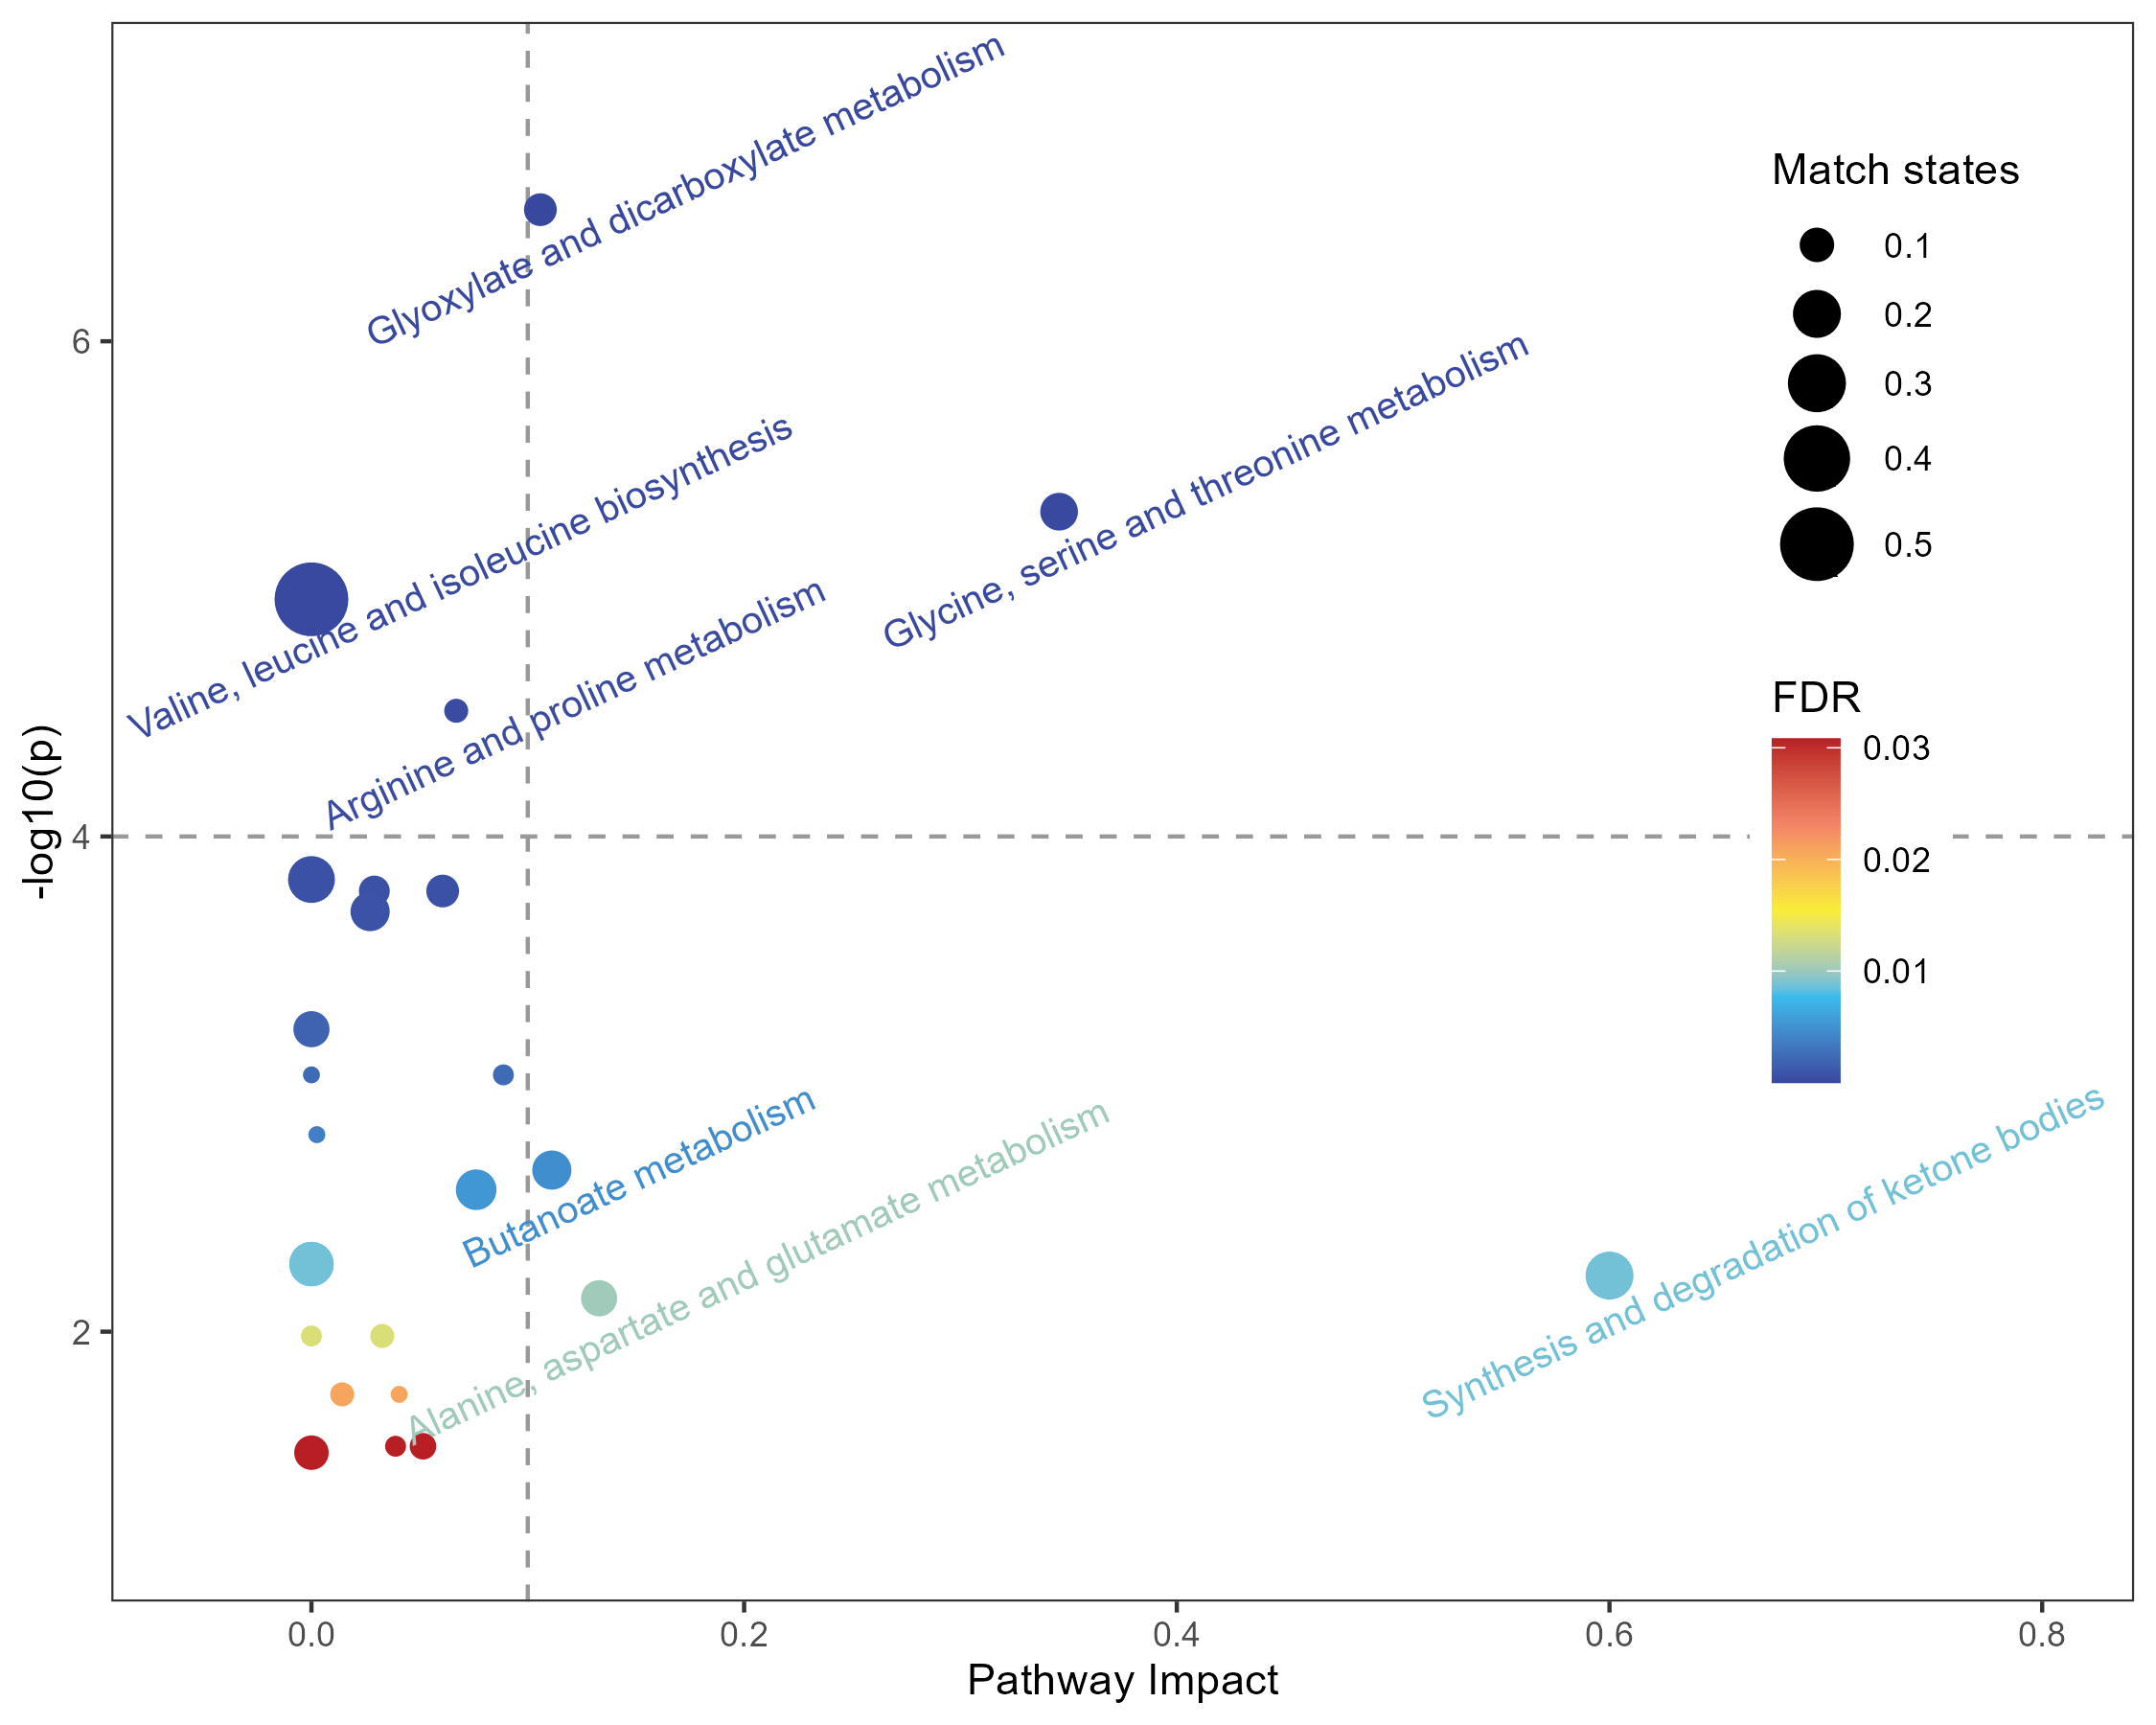 Glyoxylate and dicarboxylate metabolism
Glycine, serine and threonine metabolism
Valine, leucine and isoleucine biosynthesis
Arginine and proline metabolism
Butanoate metabolism
Alanine, aspartate and glutamate metabolism
Synthesis and degradation of ketone bodies
Match states
0.1
0.2
0.3
0.4
0.5
FDR
0.03
0.02
0.01
-log10(p)
6
4
2
0.0
0.2
0.4
0.6
0.8
Pathway Impact